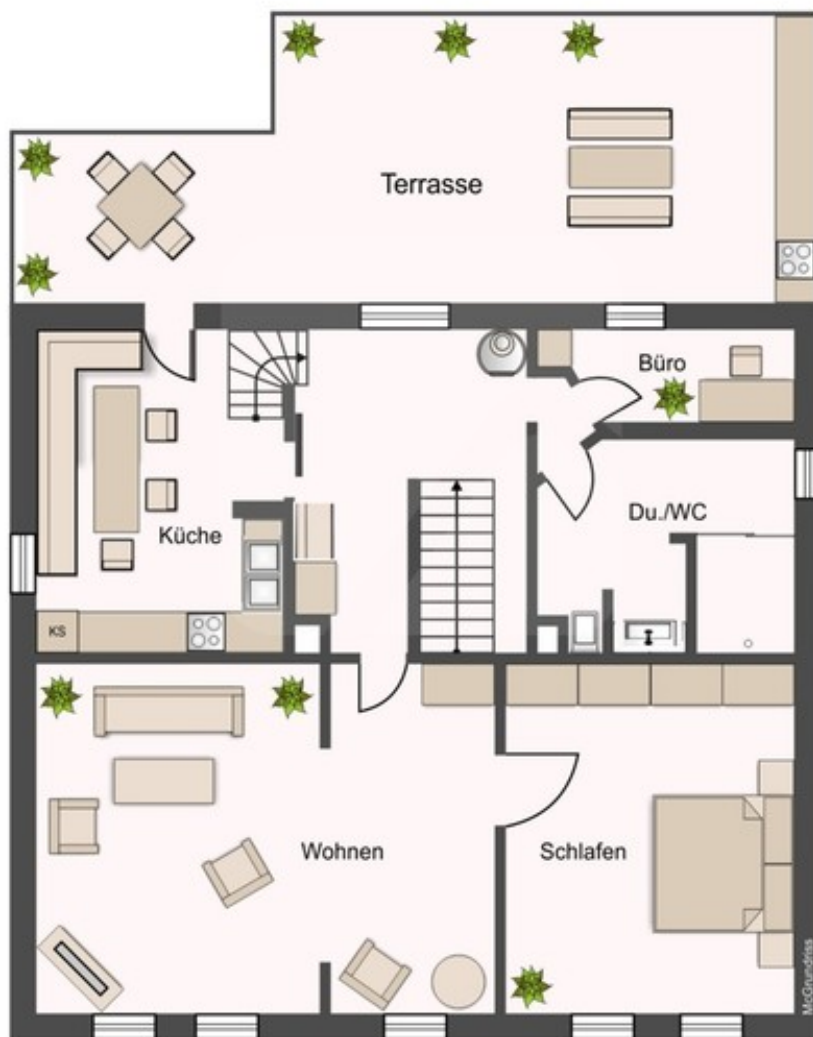 Terrasse
Büro
Du./WC
Küche
KS
Wohnen
Schlafen
McGrundriss